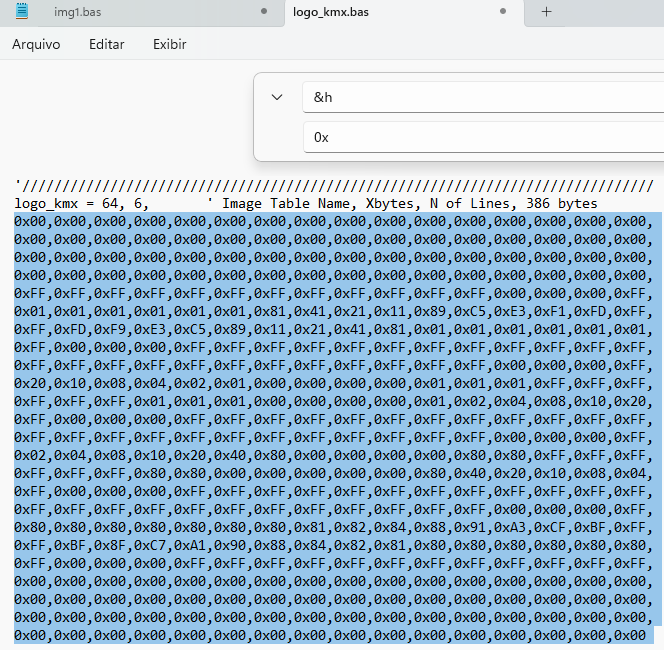 img1.bas
logo_kmx.bas
Arquivo
Editar
Exibir
&h
0x
'///////////////////////////////////////////////////////////////////////////////
logo_kmx = 64, 6,       ' Image Table Name, Xbytes, N of Lines, 386 bytes
0x00,0x00,0x00,0x00,0x00,0x00,0x00,0x00,0x00,0x00,0x00,0x00,0x00,0x00,0x00,0x00,
0x00,0x00,0x00,0x00,0x00,0x00,0x00,0x00,0x00,0x00,0x00,0x00,0x00,0x00,0x00,0x00,
0x00,0x00,0x00,0x00,0x00,0x00,0x00,0x00,0x00,0x00,0x00,0x00,0x00,0x00,0x00,0x00,
0x00,0x00,0x00,0x00,0x00,0x00,0x00,0x00,0x00,0x00,0x00,0x00,0x00,0x00,0x00,0x00,
0xFF,0xFF,0xFF,0xFF,0xFF,0xFF,0xFF,0xFF,0xFF,0xFF,0xFF,0xFF,0x00,0x00,0x00,0xFF,
0x01,0x01,0x01,0x01,0x01,0x01,0x81,0x41,0x21,0x11,0x89,0xC5,0xE3,0xF1,0xFD,0xFF,
0xFF,0xFD,0xF9,0xE3,0xC5,0x89,0x11,0x21,0x41,0x81,0x01,0x01,0x01,0x01,0x01,0x01,
0xFF,0x00,0x00,0x00,0xFF,0xFF,0xFF,0xFF,0xFF,0xFF,0xFF,0xFF,0xFF,0xFF,0xFF,0xFF,
0xFF,0xFF,0xFF,0xFF,0xFF,0xFF,0xFF,0xFF,0xFF,0xFF,0xFF,0xFF,0x00,0x00,0x00,0xFF,
0x20,0x10,0x08,0x04,0x02,0x01,0x00,0x00,0x00,0x00,0x01,0x01,0x01,0xFF,0xFF,0xFF,
0xFF,0xFF,0xFF,0x01,0x01,0x01,0x00,0x00,0x00,0x00,0x01,0x02,0x04,0x08,0x10,0x20,
0xFF,0x00,0x00,0x00,0xFF,0xFF,0xFF,0xFF,0xFF,0xFF,0xFF,0xFF,0xFF,0xFF,0xFF,0xFF,
0xFF,0xFF,0xFF,0xFF,0xFF,0xFF,0xFF,0xFF,0xFF,0xFF,0xFF,0xFF,0x00,0x00,0x00,0xFF,
0x02,0x04,0x08,0x10,0x20,0x40,0x80,0x00,0x00,0x00,0x00,0x80,0x80,0xFF,0xFF,0xFF,
0xFF,0xFF,0xFF,0x80,0x80,0x00,0x00,0x00,0x00,0x80,0x40,0x20,0x10,0x08,0x04,
0xFF,0x00,0x00,0x00,0xFF,0xFF,0xFF,0xFF,0xFF,0xFF,0xFF,0xFF,0xFF,0xFF,0xFF,0xFF,
0xFF,0xFF,0xFF,0xFF,0xFF,0xFF,0xFF,0xFF,0xFF,0xFF,0xFF,0xFF,0x00,0x00,0x00,0xFF,
0x80,0x80,0x80,0x80,0x80,0x80,0x80,0x81,0x82,0x84,0x88,0x91,0xA3,0xCF,0xBF,0xFF,
0xFF,0xBF,0x8F,0xC7,0xA1,0x90,0x88,0x84,0x82,0x81,0x80,0x80,0x80,0x80,0x80,0x80,
0xFF,0x00,0x00,0x00,0xFF,0xFF,0xFF,0xFF,0xFF,0xFF,0xFF,0xFF,0xFF,0xFF,0xFF,0xFF,
0x00,0x00,0x00,0x00,0x00,0x00,0x00,0x00,0x00,0x00,0x00,0x00,0x00,0x00,0x00,0x00,
0x00,0x00,0x00,0x00,0x00,0x00,0x00,0x00,0x00,0x00,0x00,0x00,0x00,0x00,0x00,0x00,
0x00,0x00,0x00,0x00,0x00,0x00,0x00,0x00,0x00,0x00,0x00,0x00,0x00,0x00,0x00,0x00,
0x00,0x00,0x00,0x00,0x00,0x00,0x00,0x00,0x00,0x00,0x00,0x00,0x00,0x00,0x00,0x00